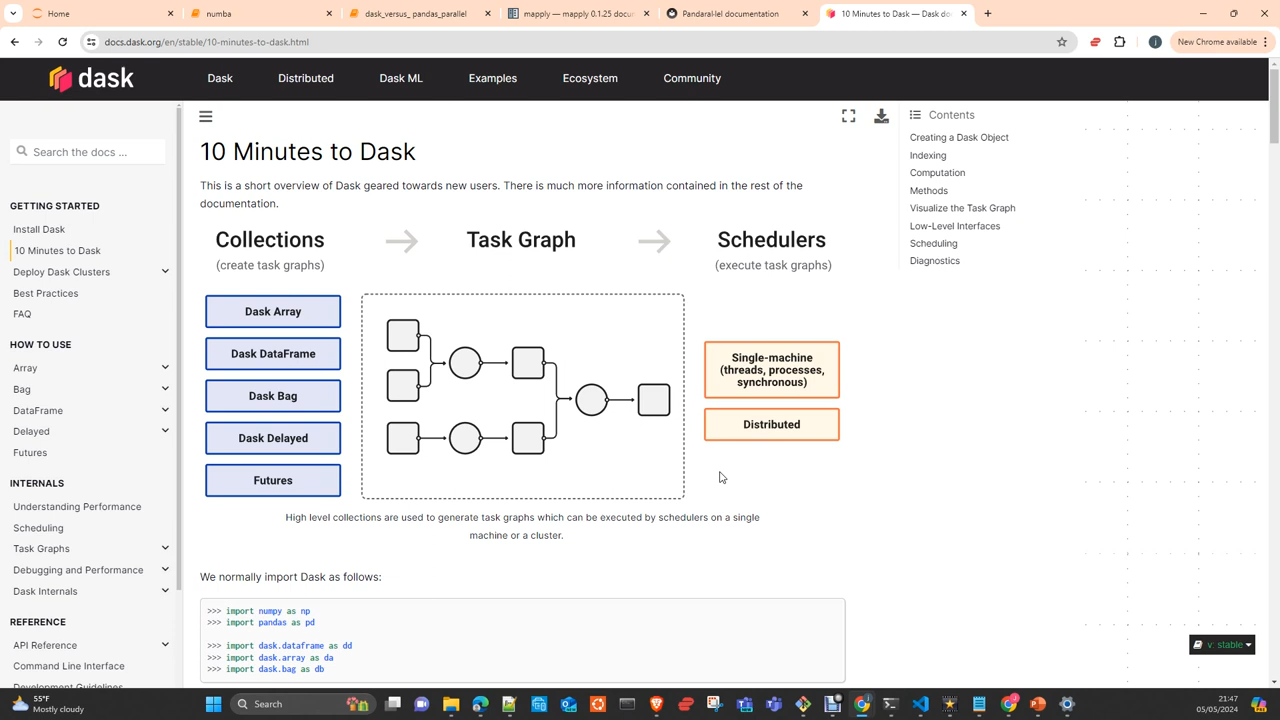 Home
numba
dask_versus_ pandas_parallel
mapply — mapply 0.1.25 docu
Pandaral·lel documentation
10 Minutes to Dask — Dask do
docs.dask.org/en/stable/10-minutes-to-dask.html
New Chrome available
dask
Dask
Distributed
Dask ML
Examples
Ecosystem
Community
Search the docs ...
GETTING STARTED
Install Dask
10 Minutes to Dask
Deploy Dask Clusters
Best Practices
FAQ
HOW TO USE
Array
Bag
DataFrame
Delayed
Futures
INTERNALS
Understanding Performance
Scheduling
Task Graphs
Debugging and Performance
Dask Internals
REFERENCE
API Reference
Command Line Interface
Development Guidelines
10 Minutes to Dask
This is a short overview of Dask geared towards new users. There is much more information contained in the rest of the
documentation.
Collections
(create task graphs)
Task Graph
Schedulers
(execute task graphs)
Dask Array
Dask DataFrame
Dask Bag
Dask Delayed
Futures
Single-machine
(threads, processes,
synchronous)
Distributed
High level collections are used to generate task graphs which can be executed by schedulers on a single
machine or a cluster.
We normally import Dask as follows:
>>> import numpy as np
>>> import pandas as pd
>>> import dask.dataframe as dd
>>> import dask.array as da
>>> import dask.bag as db
Contents
Creating a Dask Object
Indexing
Computation
Methods
Visualize the Task Graph
Low-Level Interfaces
Scheduling
Diagnostics
v: stable
55°F
Mostly cloudy
Search
21:47
05/05/2024